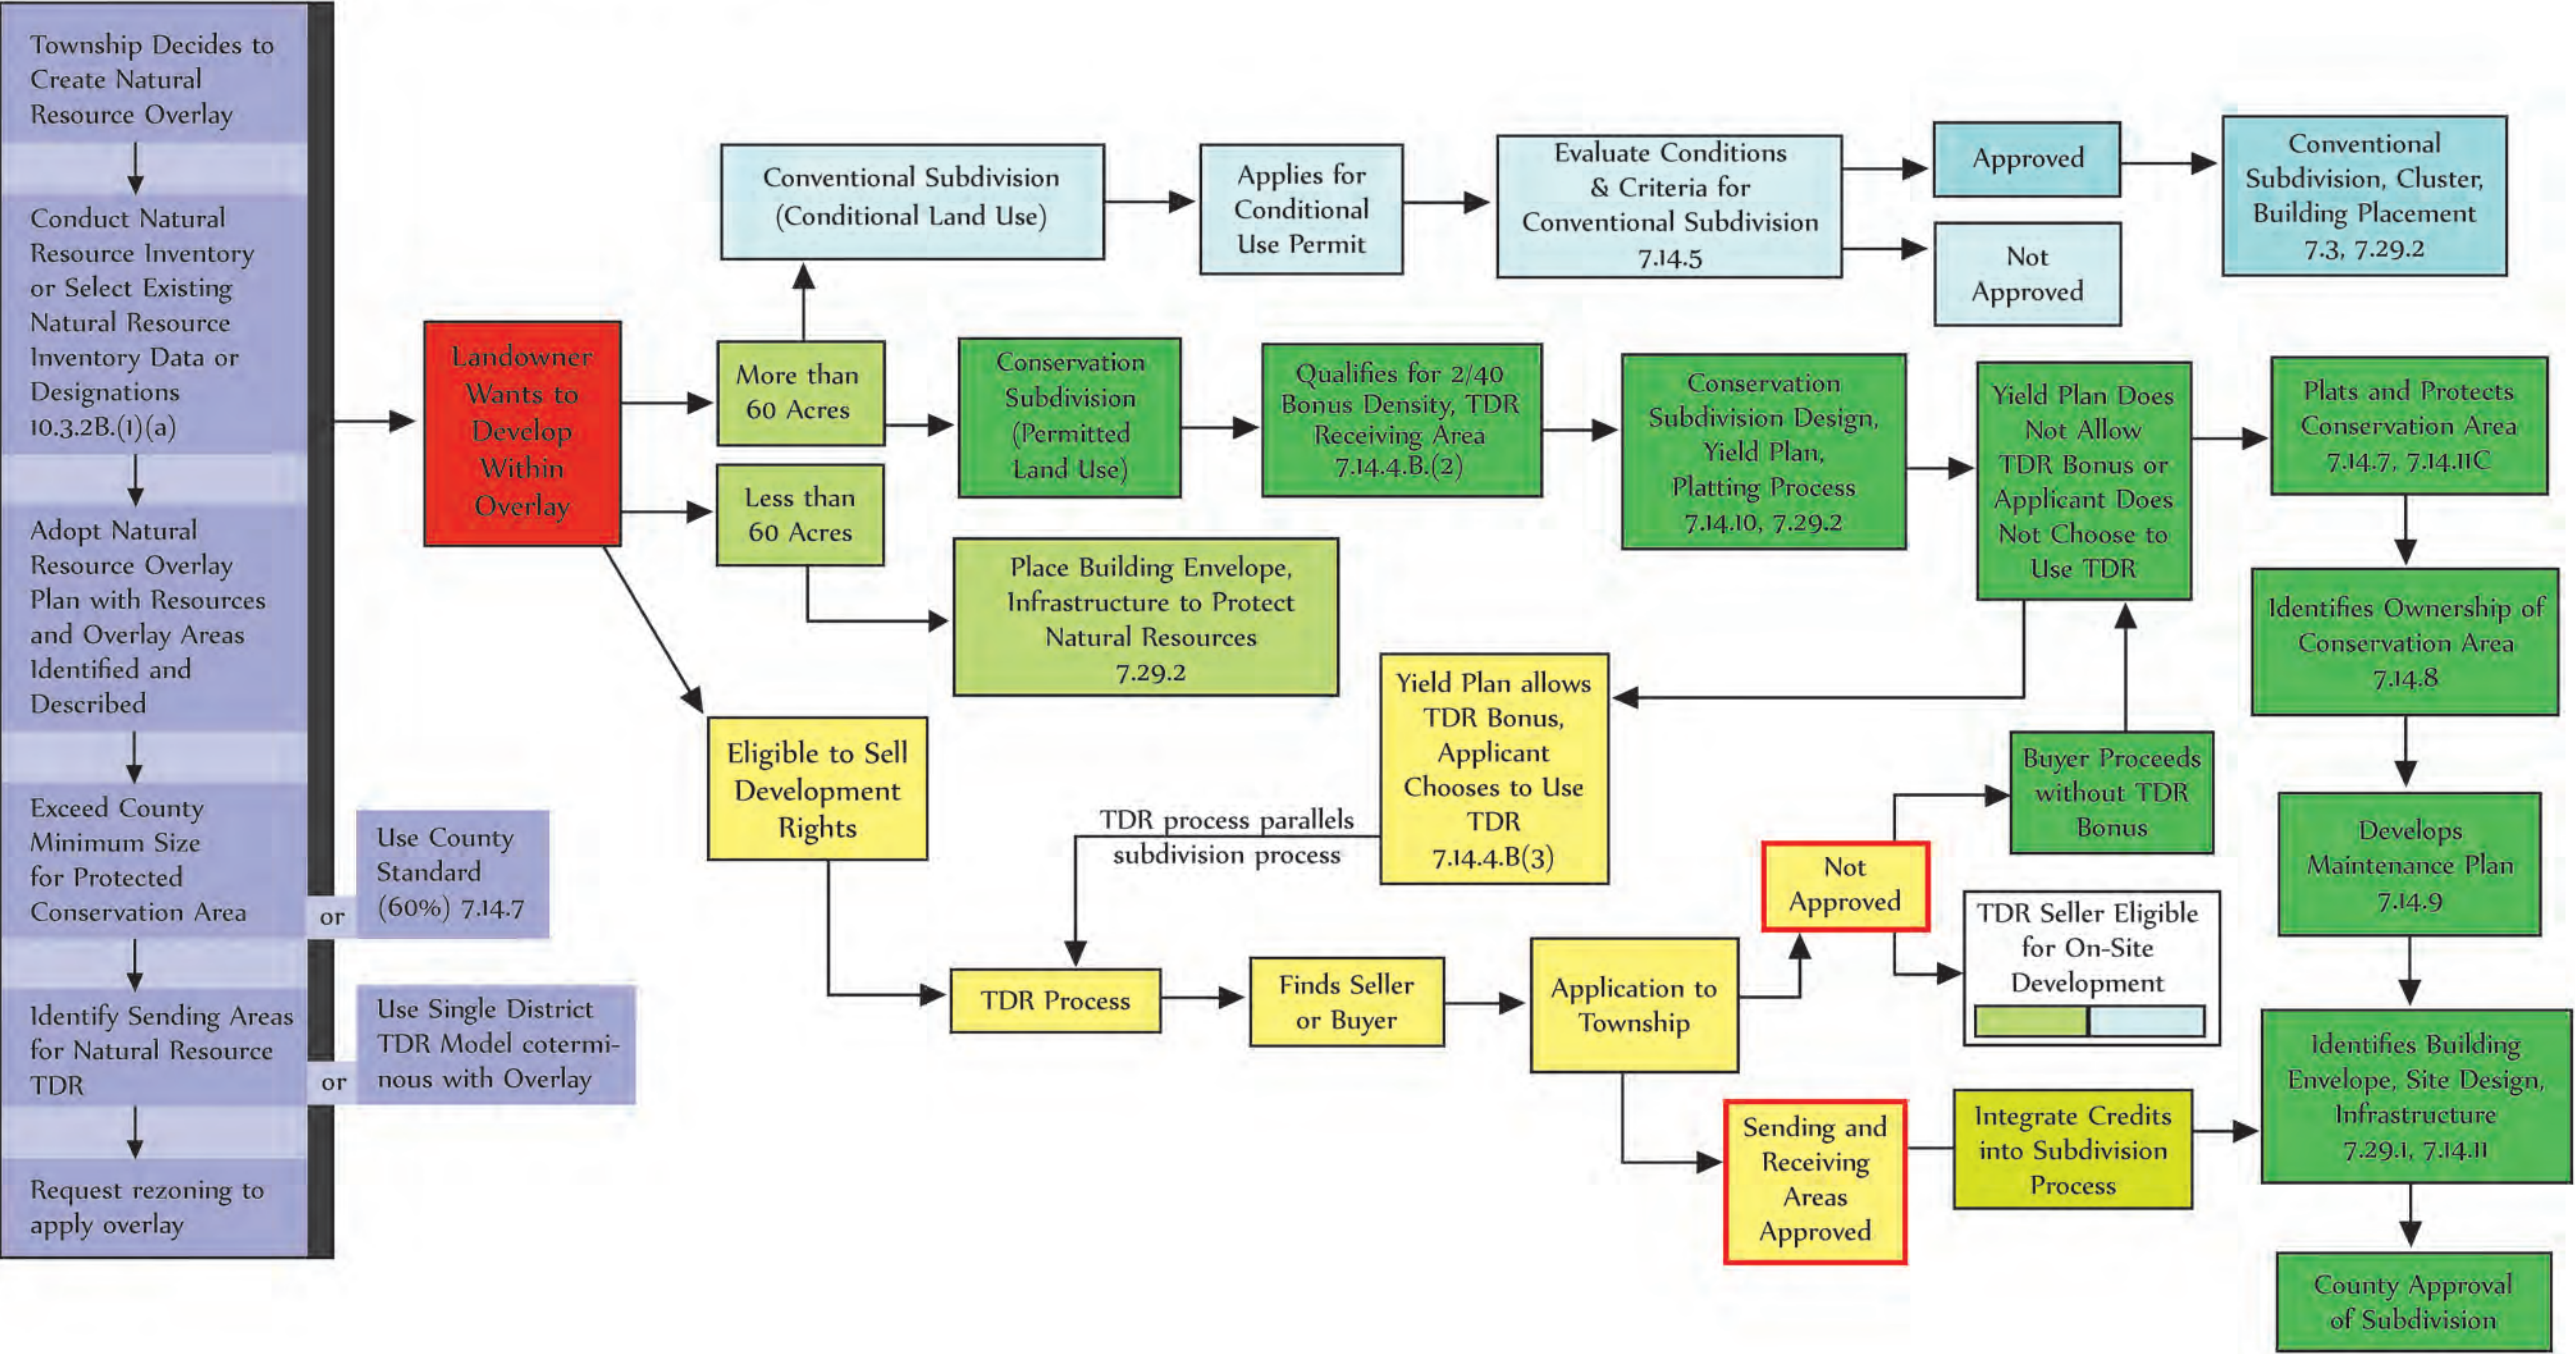 Township Decides to
Create Natural
Resource Overlay
Conduct Natural
Resource Inventory
or Select Existing
Natural Resource
Inventory Data or
Designations
10.3.2B.(1)(a)
Adopt Natural
Resource Overlay
Plan with Resources
and Overlay Areas
Identified and
Described
Exceed County
Minimum Size
for Protected
Conservation Area
or
Use County
Standard
(60%) 7.14.7
Identify Sending Areas
for Natural Resource
TDR
or
Use Single District
TDR Model cotermi-
nous with Overlay
Request rezoning to
apply overlay
Landowner
Wants to
Develop
Within
Overlay
More than
60 Acres
Less than
60 Acres
Conventional Subdivision
(Conditional Land Use)
Applies for
Conditional
Use Permit
Evaluate Conditions
& Criteria for
Conventional Subdivision
7.14.5
Approved
Not
Approved
Conventional
Subdivision, Cluster,
Building Placement
7.3, 7.29.2
Conservation
Subdivision
(Permitted
Land Use)
Qualifies for 2/40
Bonus Density, TDR
Receiving Area
7.14.4.B.(2)
Conservation
Subdivision Design,
Yield Plan,
Platting Process
7.14.10, 7.29.2
Yield Plan Does
Not Allow
TDR Bonus or
Applicant Does
Not Choose to
Use TDR
Plats and Protects
Conservation Area
7.14.7, 7.14.11C
Identifies Ownership of
Conservation Area
7.14.8
Develops
Maintenance Plan
7.14.9
Identifies Building
Envelope, Site Design,
Infrastructure
7.29.1, 7.14.11
County Approval
of Subdivision
Place Building Envelope,
Infrastructure to Protect
Natural Resources
7.29.2
Eligible to Sell
Development
Rights
Yield Plan allows
TDR Bonus,
Applicant
Chooses to Use
TDR
7.14.4.B(3)
TDR process parallels
subdivision process
TDR Process
Finds Seller
or Buyer
Application to
Township
Not
Approved
Buyer Proceeds
without TDR
Bonus
TDR Seller Eligible
for On-Site
Development
Sending and
Receiving
Areas
Approved
Integrate Credits
into Subdivision
Process